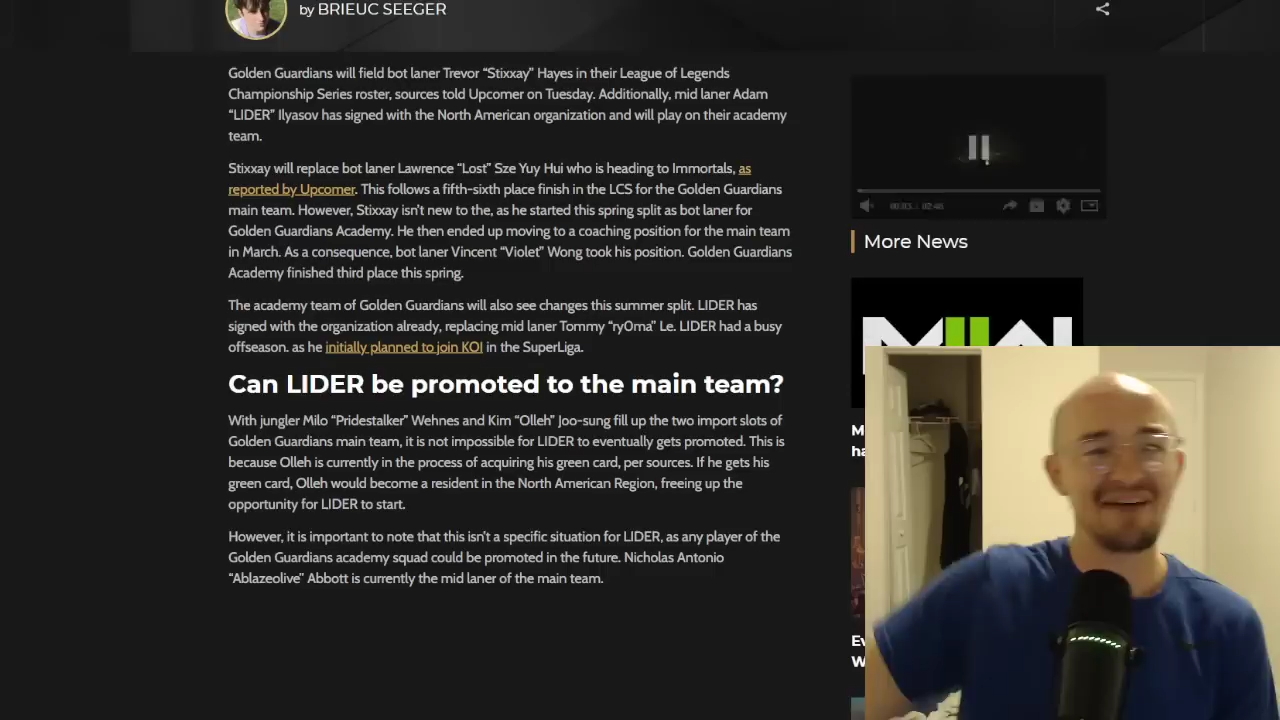 by BRIEUC SEEGER
Golden Guardians will field bot laner Trevor “Stixxay” Hayes in their League of Legends
Championship Series roster, sources told Upcomer on Tuesday. Additionally, mid laner Adam
“LIDER” Ilyasov has signed with the North American organization and will play on their academy
team.
Stixxay will replace bot laner Lawrence “Lost” Sze Yuy Hui who is heading to Immortals, as
reported by Upcomer. This follows a fifth-sixth place finish in the LCS for the Golden Guardians
main team. However, Stixxay isn't new to the, as he started this spring split as bot laner for
Golden Guardians Academy. He then ended up moving to a coaching position for the main team
in March. As a consequence, bot laner Vincent “Violet” Wong took his position. Golden Guardians
Academy finished third place this spring.
The academy team of Golden Guardians will also see changes this summer split. LIDER has
signed with the organization already, replacing mid laner Tommy “ry0ma” Le. LIDER had a busy
offseason. as he initially planned to join KOI in the SuperLiga.
Can LIDER be promoted to the main team?
With jungler Milo “Pridestalker” Wehnes and Kim “Olleh” Joo-sung fill up the two import slots of
Golden Guardians main team, it is not impossible for LIDER to eventually gets promoted. This is
because Olleh is currently in the process of acquiring his green card, per sources. If he gets his
green card, Olleh would become a resident in the North American Region, freeing up the
opportunity for LIDER to start.
However, it is important to note that this isn't a specific situation for LIDER, as any player of the
Golden Guardians academy squad could be promoted in the future. Nicholas Antonio
“Ablazeolive” Abbott is currently the mid laner of the main team.
More News